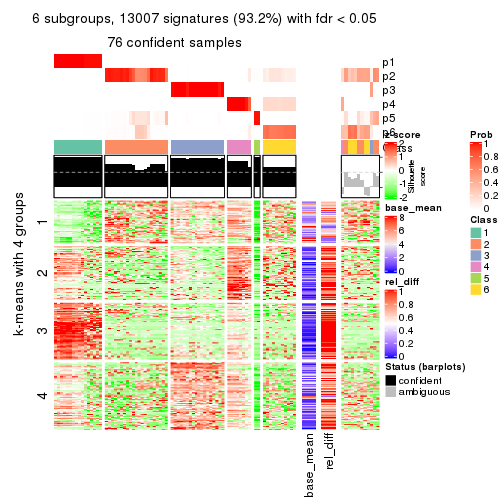 6 subgroups, 13007 signatures (93.2%) with fdr < 0.05
76 confident samples
p1
p2
p3
p4
p5
p6
Class
Silhouette
score
k-means with 4 groups
1
2
3
4
base_mean
rel_diff
z-score
2
1
0
-1
-2
base_mean
8
6
4
2
0
rel_diff
1
0.8
0.6
0.4
0.2
0
Status (barplots)
confident
ambiguous
Prob
1
0.8
0.6
0.4
0.2
0
Class
1
2
3
4
5
6